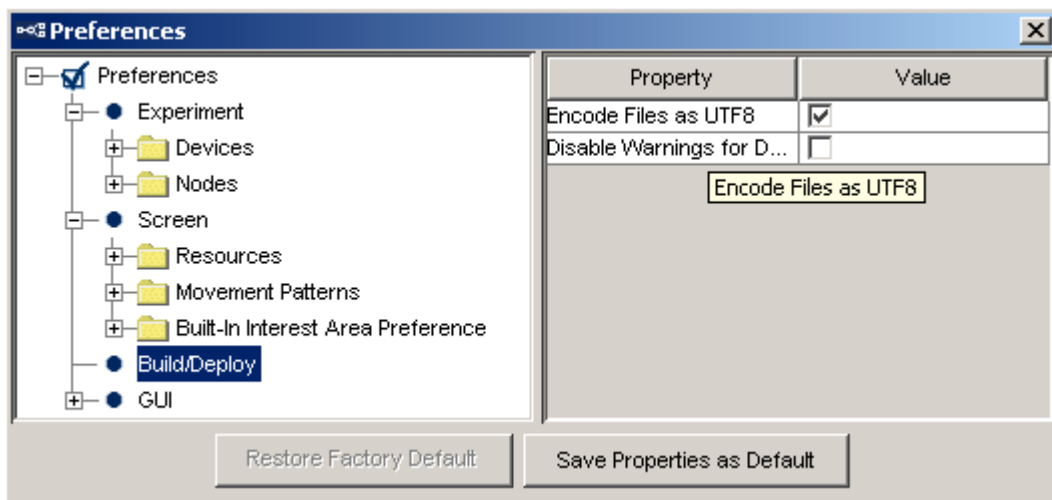 Preferences
Preferences
Experiment
Devices
Nodes
Screen
Resources
Movement Patterns
Built-In Interest Area Preference
Build/Deploy
GUI
Property Value
Encode Files as UTF8
Disable Warnings for D...
Encode Files as UTF8
Restore Factory Default Save Properties as Default